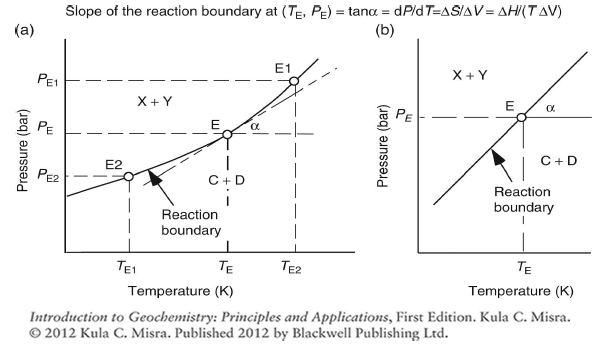 Slope of the reaction boundary at (TE, PE) = tanα = dP/dT=ΔS/ΔV = ΔH/(T ΔV)
(a)
(b)
PE1
E1
X + Y
X + Y
PE
E
α
PE
E
α
Pressure (bar)
Pressure (bar)
PE2
E2
C + D
C + D
Reaction
boundary
Reaction
boundary
TE1
TE
TE2
TE
Temperature (K)
Temperature (K)
Introduction to Geochemistry: Principles and Applications, First Edition. Kula C. Misra.
© 2012 Kula C. Misra. Published 2012 by Blackwell Publishing Ltd.